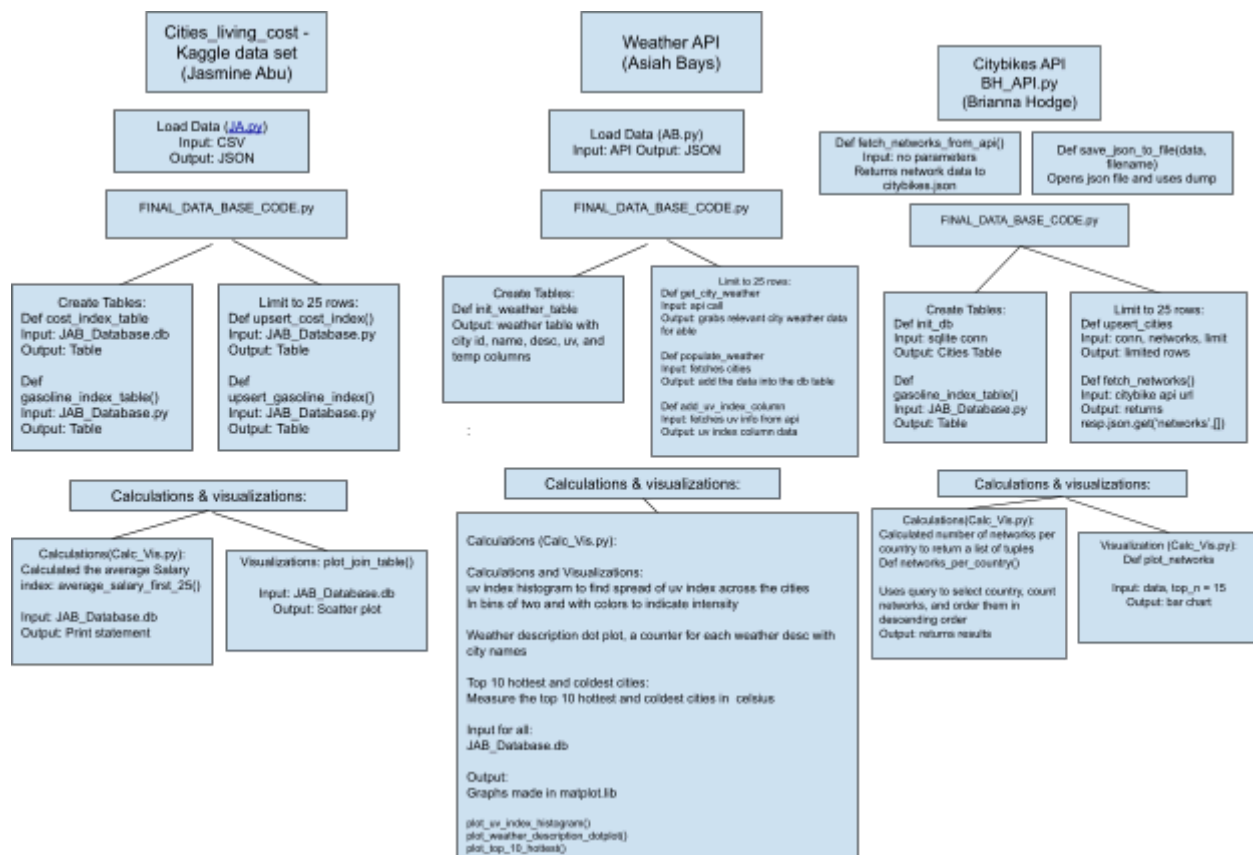 Cities_living_cost -
Kaggle data set
(Jasmine Abu)
Load Data (JA.py)
Input: CSV
Output: JSON
FINAL_DATA_BASE_CODE.py
Create Tables:
Def cost_index_table
Input: JAB_Database.db
Output: Table
Def
gasoline_index_table()
Input: JAB_Database.py
Output: Table
Limit to 25 rows:
Def upsert_cost_index()
Input: JAB_Database.py
Output: Table
Def
upsert_gasoline_index()
Input: JAB_Database.py
Output: Table
Calculations & visualizations:
Calculations(Calc_Vis.py):
Calculated the average Salary
index: average_salary_first_25()
Input: JAB_Database.db
Output: Print statement
Visualizations: plot_join_table()
Input: JAB_Database.db
Output: Scatter plot
Weather API
(Asiah Bays)
Load Data (AB.py)
Input: API Output: JSON
FINAL_DATA_BASE_CODE.py
Create Tables:
Def init_weather_table
Output: weather table with
city id, name, desc, uv, and
temp columns
:
Limit to 25 rows:
Def get_city_weather
Input: api call
Output: grabs relevant city weather data
for able
Def populate_weather
Input: fetches cities
Output: add the data into the db table
Def add_uv_index_column
Input: fetches uv info from api
Output: uv index column data
Calculations & visualizations:
Calculations (Calc_Vis.py):
Calculations and Visualizations:
uv index histogram to find spread of uv index across the cities
In bins of two and with colors to indicate intensity
Weather description dot plot, a counter for each weather desc with
city names
Top 10 hottest and coldest cities:
Measure the top 10 hottest and coldest cities in celsius
Input for all:
JAB_Database.db
Output:
Graphs made in matplot.lib
plot_uv_index_histogram()
plot_weather_description_dotplot()
plot_top_10_hottest()
Citybikes API
BH_API.py
(Brianna Hodge)
Def fetch_networks_from_api()
Input: no parameters
Returns network data to
citybikes.json
Def save_json_to_file(data,
filename)
Opens json file and uses dump
FINAL_DATA_BASE_CODE.py
Create Tables:
Def init_db
Input: sqlite conn
Output: Cities Table
Def
gasoline_index_table()
Input: JAB_Database.py
Output: Table
Limit to 25 rows:
Def upsert_cities
Input: conn, networks, limit
Output: limited rows
Def fetch_networks()
Input: citybike api url
Output: returns
resp.json.get('networks',[])
Calculations & visualizations:
Calculations(Calc_Vis.py):
Calculated number of networks per
country to return a list of tuples
Def networks_per_country()
Uses query to select country, count
networks, and order them in
descending order
Output: returns results
Visualization (Calc_Vis.py):
Def plot_networks
Input: data, top_n = 15
Output: bar chart